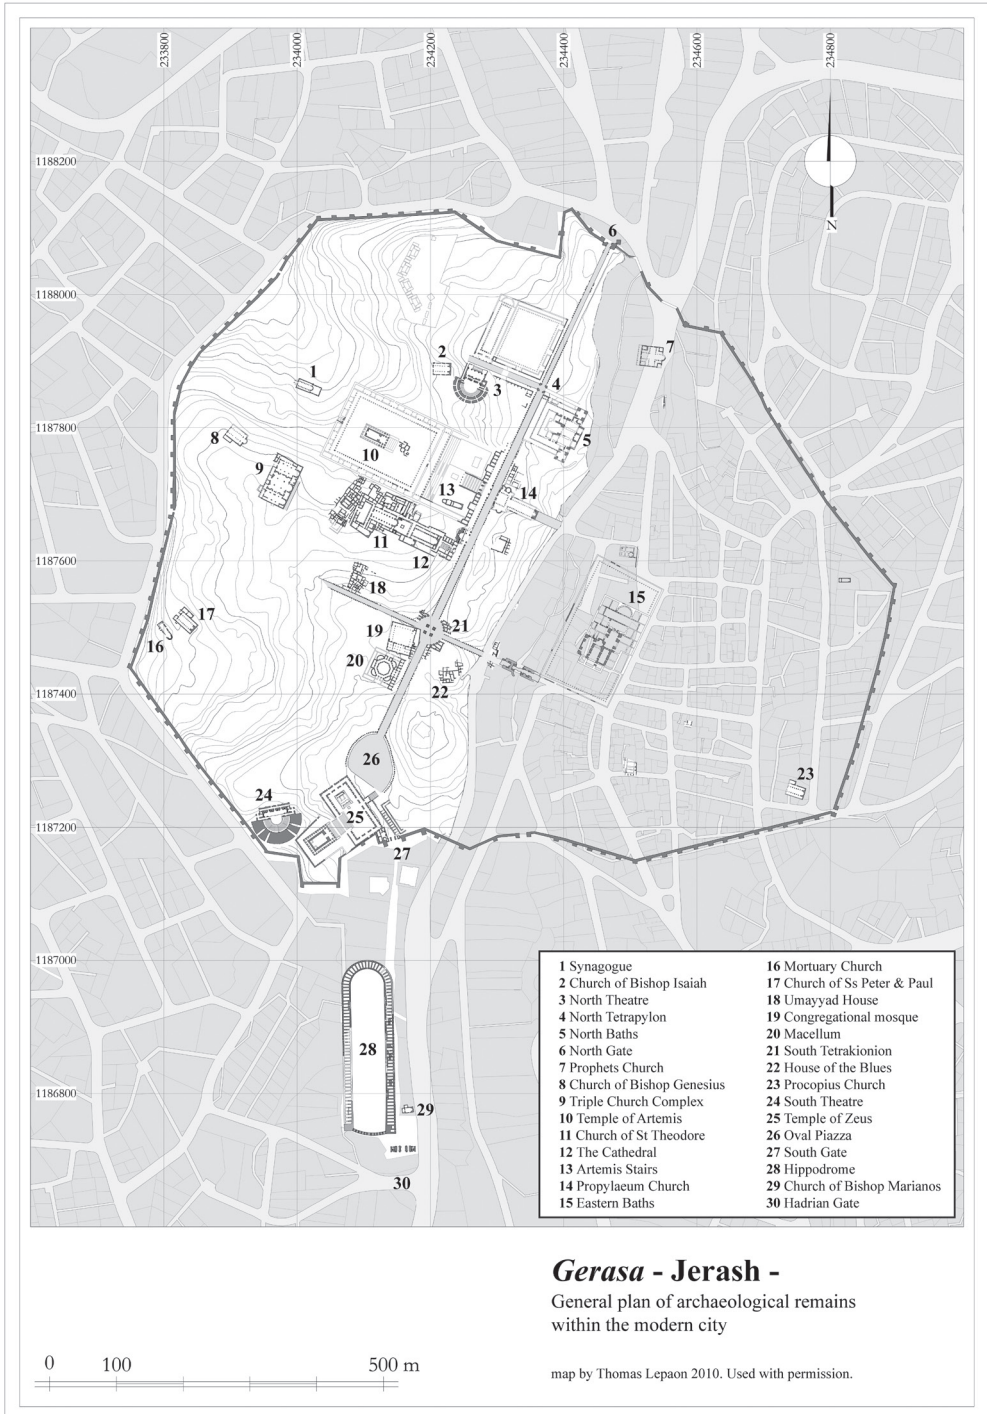 233800
234000
234200
234400
234600
234800
1188200
N
6
1188000
7
2
1
3
4
1187800
8
5
10
9
13
14
11
12
1187600
18
15
17
21
16
19
20
1187400
22
26
23
24
25
1187200
27
1187000
28
1186800
29
30
1 Synagogue
2 Church of Bishop Isaiah
3 North Theatre
4 North Tetrapylon
5 North Baths
6 North Gate
7 Prophets Church
8 Church of Bishop Genesius
9 Triple Church Complex
10 Temple of Artemis
11 Church of St Theodore
12 The Cathedral
13 Artemis Stairs
14 Propylaeum Church
15 Eastern Baths
16 Mortuary Church
17 Church of Ss Peter & Paul
18 Umayyad House
19 Congregational mosque
20 Macellum
21 South Tetrakionion
22 House of the Blues
23 Procopius Church
24 South Theatre
25 Temple of Zeus
26 Oval Piazza
27 South Gate
28 Hippodrome
29 Church of Bishop Marianos
30 Hadrian Gate
Gerasa - Jerash -
General plan of archaeological remains
within the modern city
0 100 500 m
map by Thomas Lepaon 2010. Used with permission.